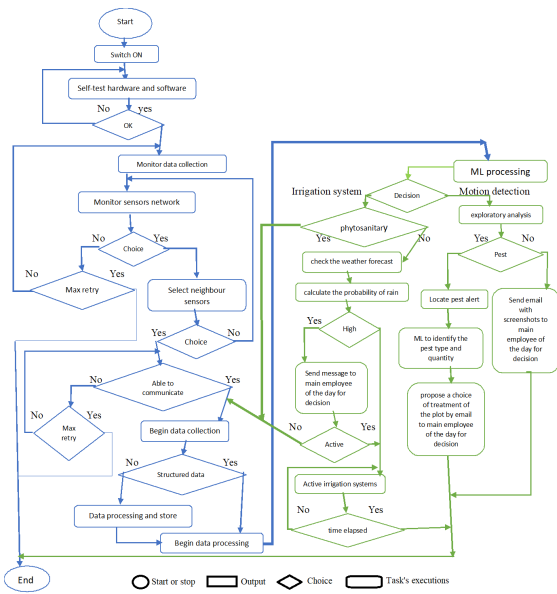 Start
Switch ON
Self-test hardware and software
No
yes
OK
Monitor data collection
Monitor sensors network
No
Choice
Yes
No
Max retry
Yes
Select neighbour
sensors
Yes
Choice
No
No
Able to
communicate
Yes
No
Max
retry
Yes
Begin data collection
No
Structured data
Yes
Data processing and store
Begin data processing
End
ML processing
Irrigation system
Decision
Motion detection
phytosanitary
Yes
No
check the weather forecast
calculate the probability of rain
Yes
High
Send message to
main employee
of the day for
decision
No
Active
Yes
Active irrigation systems
No
Yes
time elapsed
exploratory analysis
Yes
Pest
No
Locate pest alert
ML to identify the
pest type and
quantity
propose a choice
of treatment of
the plot by email
to main employee
of the day for
decision
Send email
with
screenshots to
main
employee of
the day for
decision
Start or stop
Output
Choice
Task's executions